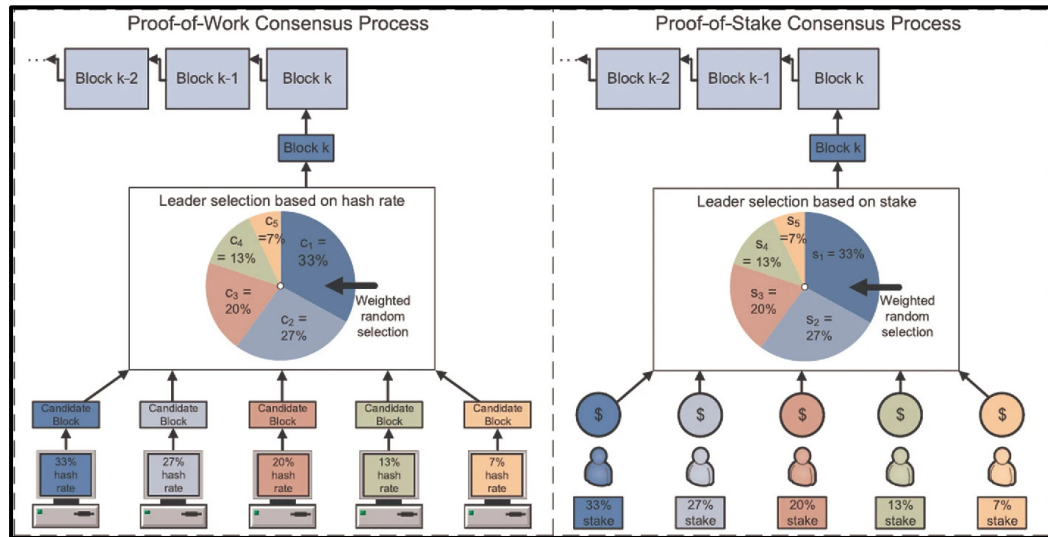 Proof-of-Work Consensus Process
Block k-2
Block k-1
Block k
Block k
Leader selection based on hash rate
c5
=7%
c4
= 13%
c1 =
33%
c3 =
20%
c2 =
27%
Weighted
random
selection
Candidate
Block
Candidate
Block
Candidate
Block
Candidate
Block
Candidate
Block
33%
hash
rate
27%
hash
rate
20%
hash
rate
13%
hash
rate
7%
hash
rate
Proof-of-Stake Consensus Process
Block k-2
Block k-1
Block k
Block k
Leader selection based on stake
s5
=7%
s4
= 13%
s1 = 33%
s3 =
20%
s2 =
27%
Weighted
random
selection
$
$
$
$
$
33%
stake
27%
stake
20%
stake
13%
stake
7%
stake